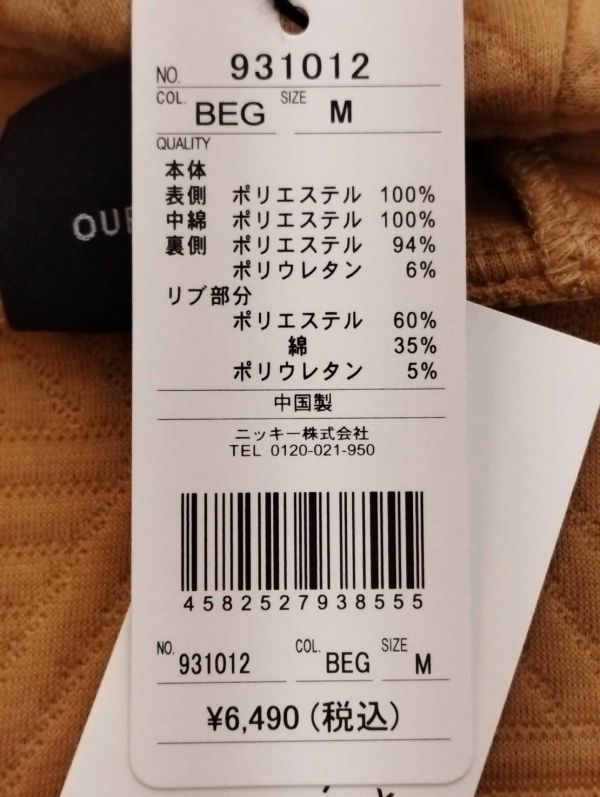 NO. 931012
COL. BEG SIZE M
QUALITY
本体
表側 ポリエステル 100%
中綿 ポリエステル 100%
裏側 ポリエステル 94%
ポリウレタン 6%
リブ部分
ポリエステル 60%
綿 35%
ポリウレタン 5%
中国製
ニッキー株式会社
TEL 0120-021-950
4582527938555
NO. 931012 COL. BEG SIZE M
¥6,490(税込)